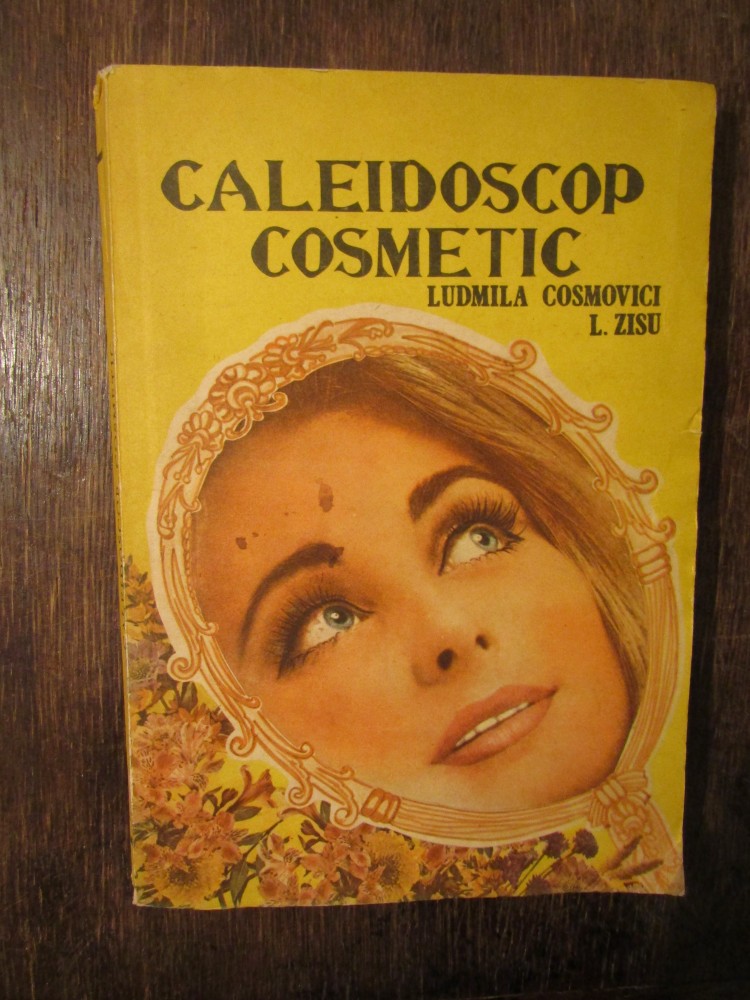 CALEIDOSCOP
COSMETIC
LUDMILA COSMOVICI
L. ZISU